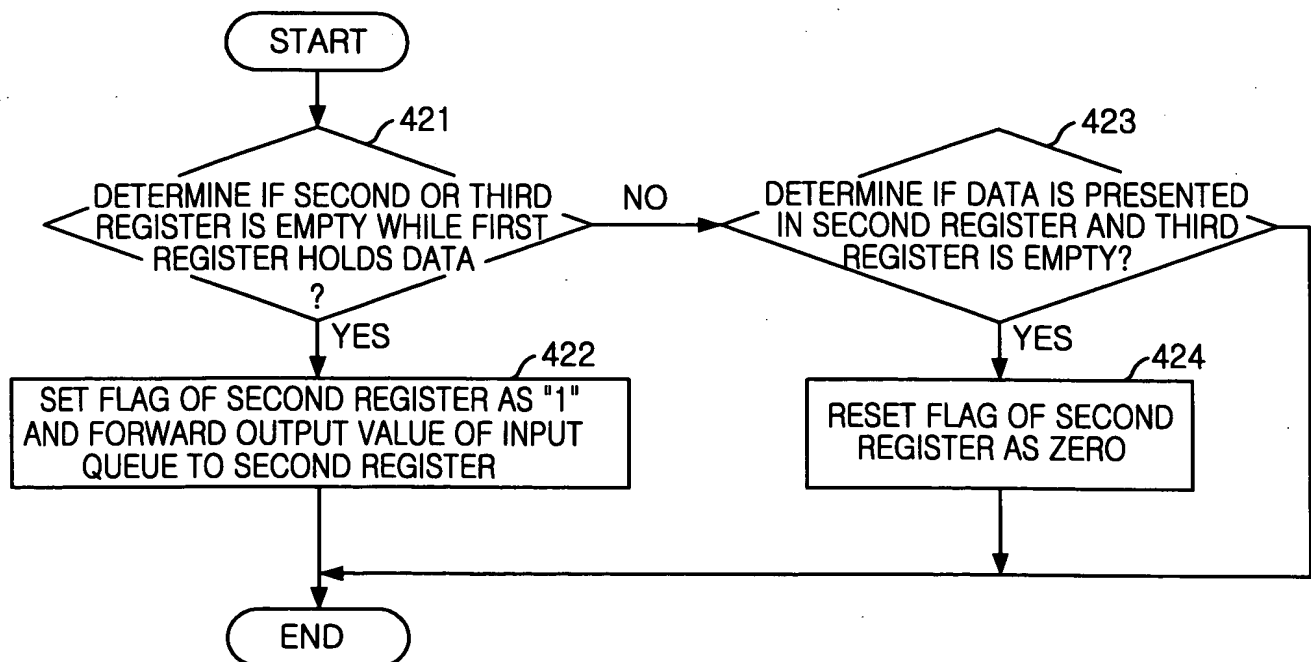 START
421
DETERMINE IF SECOND OR THIRD
REGISTER IS EMPTY WHILE FIRST
REGISTER HOLDS DATA
?
NO
423
DETERMINE IF DATA IS PRESENTED
IN SECOND REGISTER AND THIRD
REGISTER IS EMPTY?
YES
422
SET FLAG OF SECOND REGISTER AS "1"
AND FORWARD OUTPUT VALUE OF INPUT
QUEUE TO SECOND REGISTER
YES
424
RESET FLAG OF SECOND
REGISTER AS ZERO
END